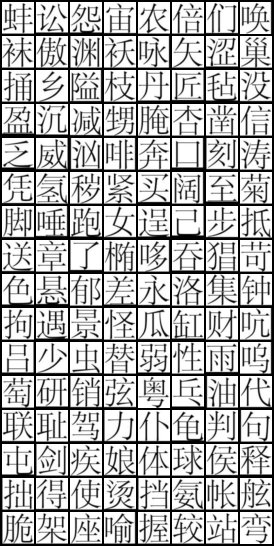 蚌讼怨宙农倍们唤
袜傲渊袄咏矢涩巢
捅乡隘枝丹匠毡没
盈沉减甥腌杏凿信
乏威汹啡奔口刻涛
凭氢秽紧买阔至菊
脚唾跑女逞己步抵
送章了椭哆吞猖苛
色悬郁差永洛集钟
拘遇景怪瓜缸财吭
吕少虫替弱性雨呜
萄研销弦粤乓油代
联耻驾力仆龟判句
屯剑疾娘体球侯释
拙得使烫挡氨帐舷
脆架座喻握较站弯